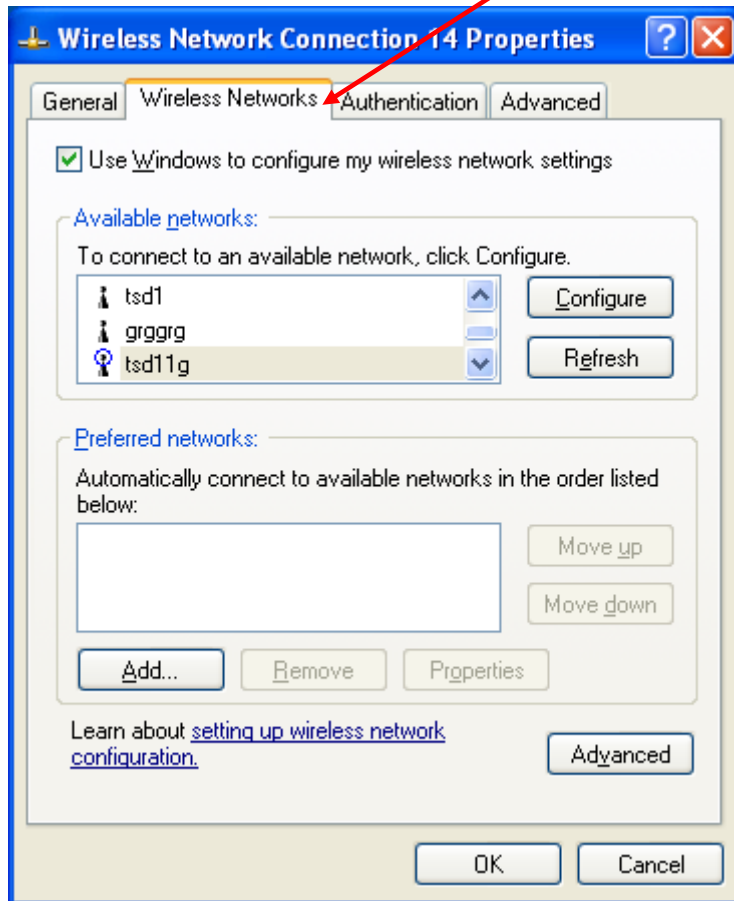 Wireless Network Connection 14 Properties
General Wireless Networks Authentication Advanced
Use Windows to configure my wireless network settings
Available networks:
To connect to an available network, click Configure.
tsd1
grggrg
tsd11g
Configure
Refresh
Preferred networks:
Automatically connect to available networks in the order listed
below:
Move up
Move down
Add... Remove Properties
Learn about setting up wireless network
configuration.
Advanced
OK Cancel